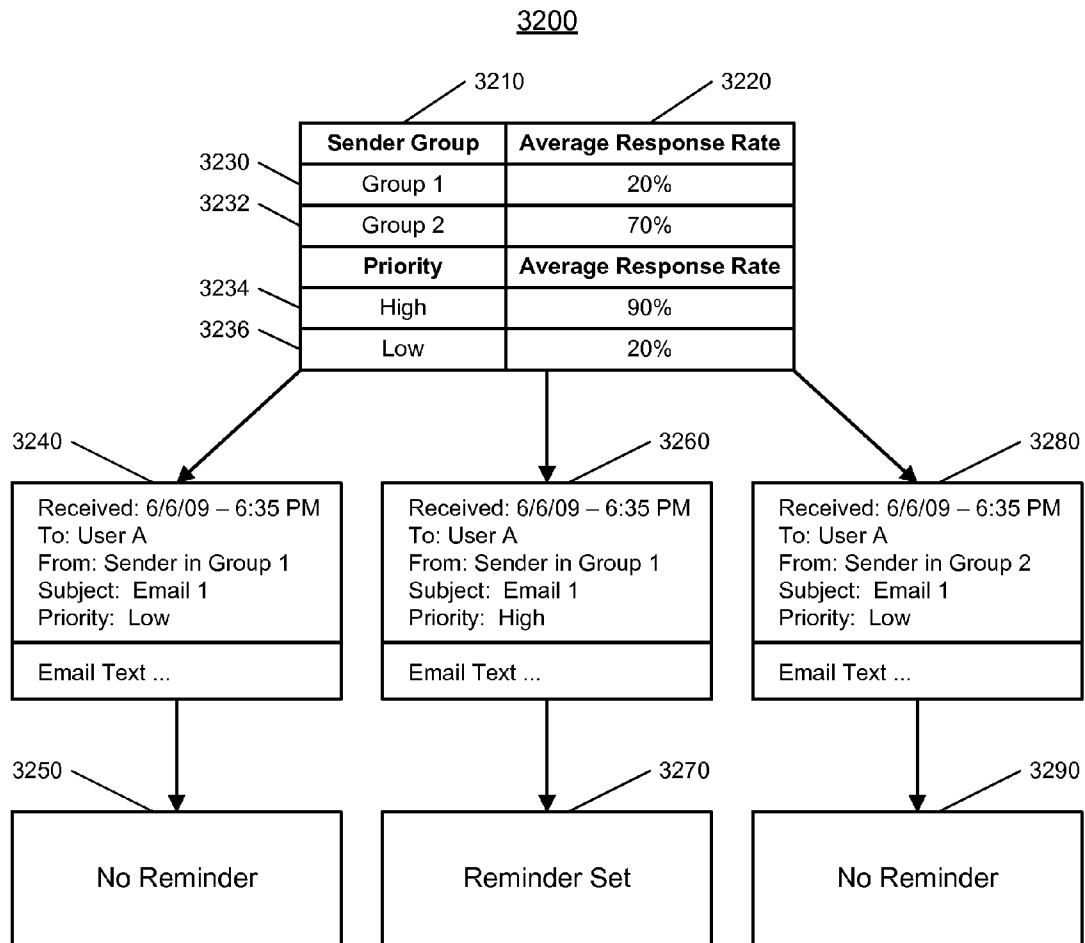 3200
3210
3220
Sender Group Average Response Rate
3230
Group 1 20%
3232
Group 2 70%
Priority Average Response Rate
3234
High 90%
3236
Low 20%
3240
Received: 6/6/09 – 6:35 PM
To: User A
From: Sender in Group 1
Subject: Email 1
Priority: Low
Email Text ...
3260
Received: 6/6/09 – 6:35 PM
To: User A
From: Sender in Group 1
Subject: Email 1
Priority: High
Email Text ...
3280
Received: 6/6/09 – 6:35 PM
To: User A
From: Sender in Group 2
Subject: Email 1
Priority: Low
Email Text ...
3250
No Reminder
3270
Reminder Set
3290
No Reminder